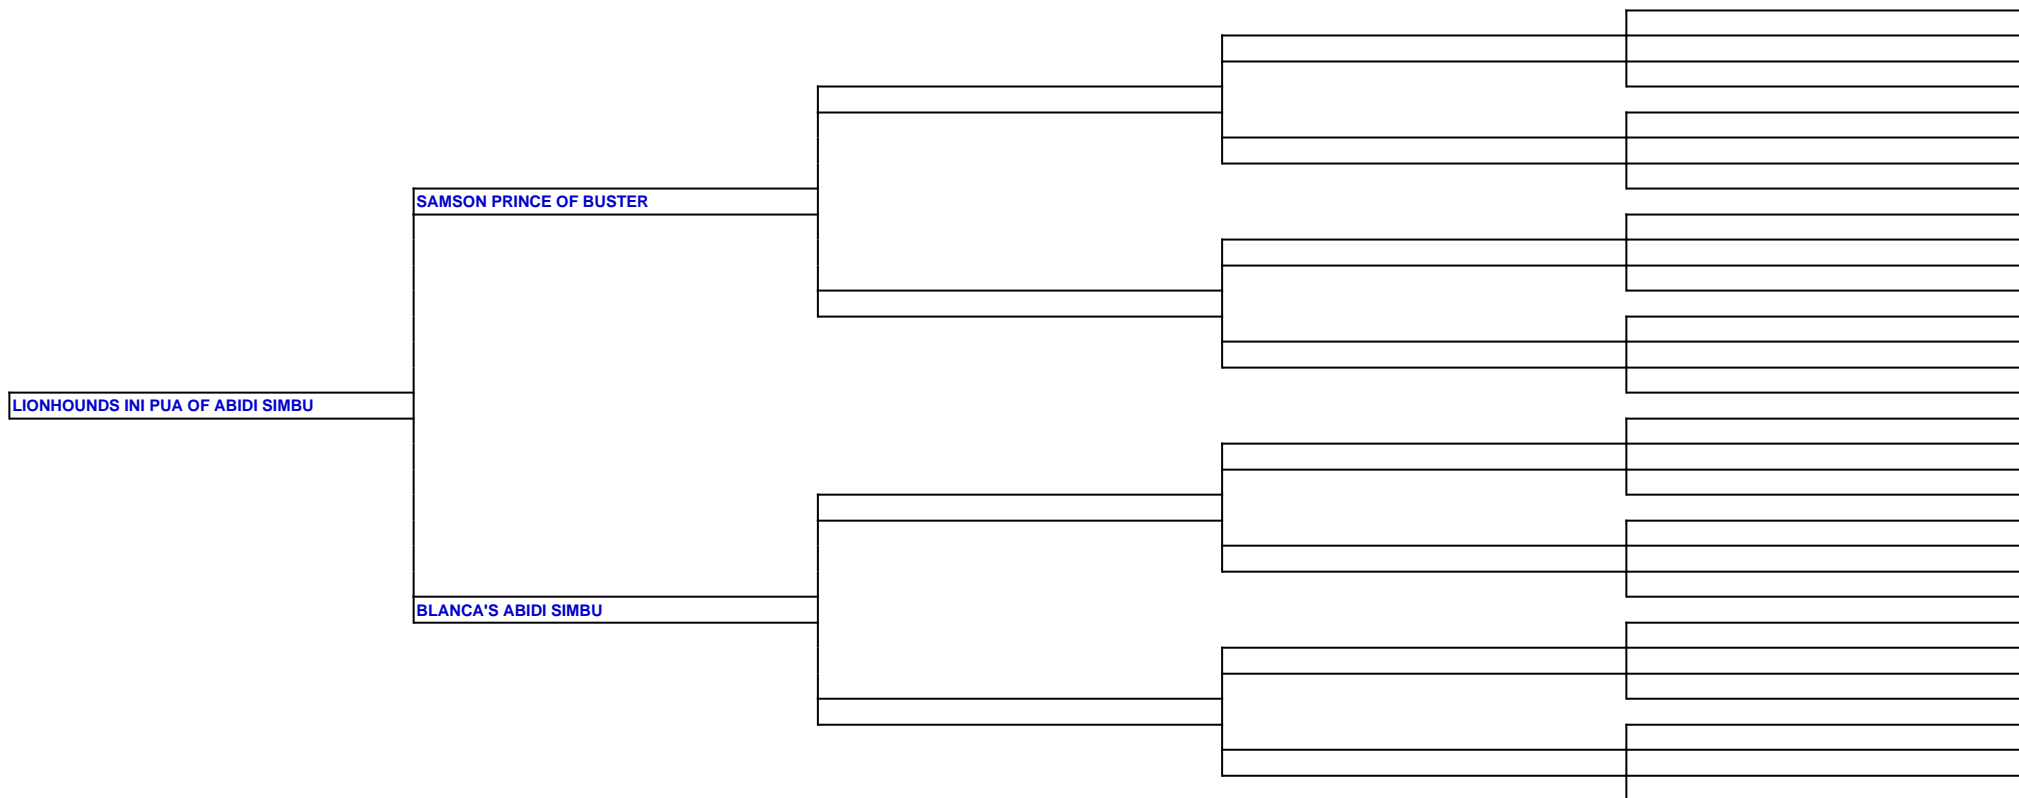 SAMSON PRINCE OF BUSTER
LIONHOUNDS INI PUA OF ABIDI SIMBU
BLANCA'S ABIDI SIMBU